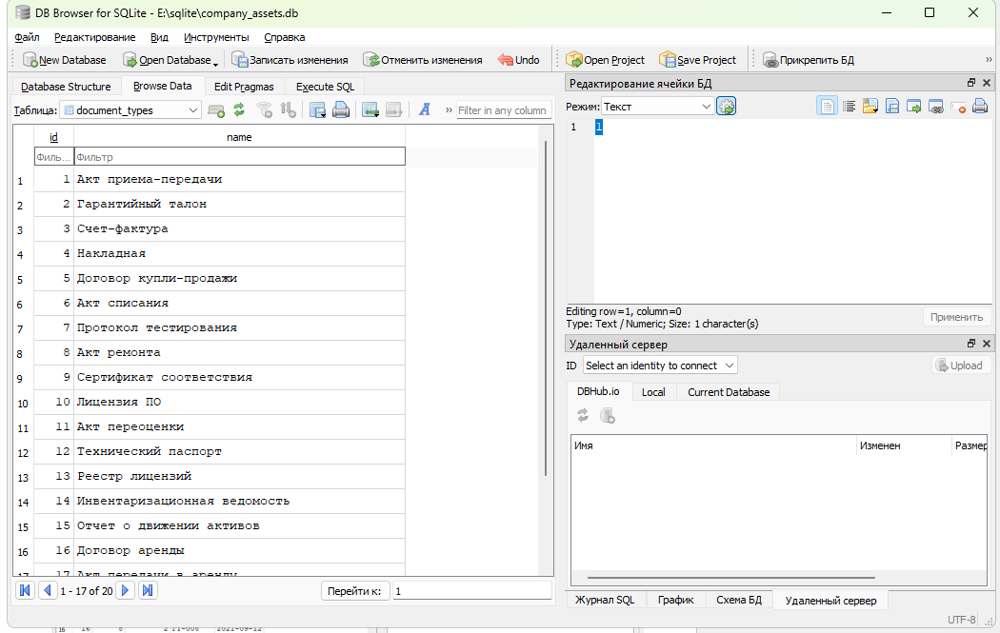 DB Browser for SQLite - E:\sqlite\company_assets.db
Файл Редактирование Вид Инструменты Справка
New Database Open Database Записать изменения Отменить изменения Undo Open Project Save Project Прикрепить БД »
Database Structure Browse Data Edit Pragmas Execute SQL
Таблица: document_types » Filter in any column
id name
Филь... Фильтр
1 1 Акт приема-передачи
2 2 Гарантийный талон
3 3 Счет-фактура
4 4 Накладная
5 5 Договор купли-продажи
6 6 Акт списания
7 7 Протокол тестирования
8 8 Акт ремонта
9 9 Сертификат соответствия
10 10 Лицензия ПО
11 11 Акт переоценки
12 12 Технический паспорт
13 13 Реестр лицензий
14 14 Инвентаризационная ведомость
15 15 Отчет о движении активов
16 16 Договор аренды
17 17 Акт передачи в аренду
1 - 17 of 20 Перейти к: 1
Редактирование ячейки БД
Режим: Текст
1 1
Editing row=1, column=0
Type: Text / Numeric; Size: 1 character(s)
Применить
Удаленный сервер
ID Select an identity to connect Upload
DBHub.io Local Current Database
Имя Изменен Размер
Журнал SQL График Схема БД Удаленный сервер
UTF-8